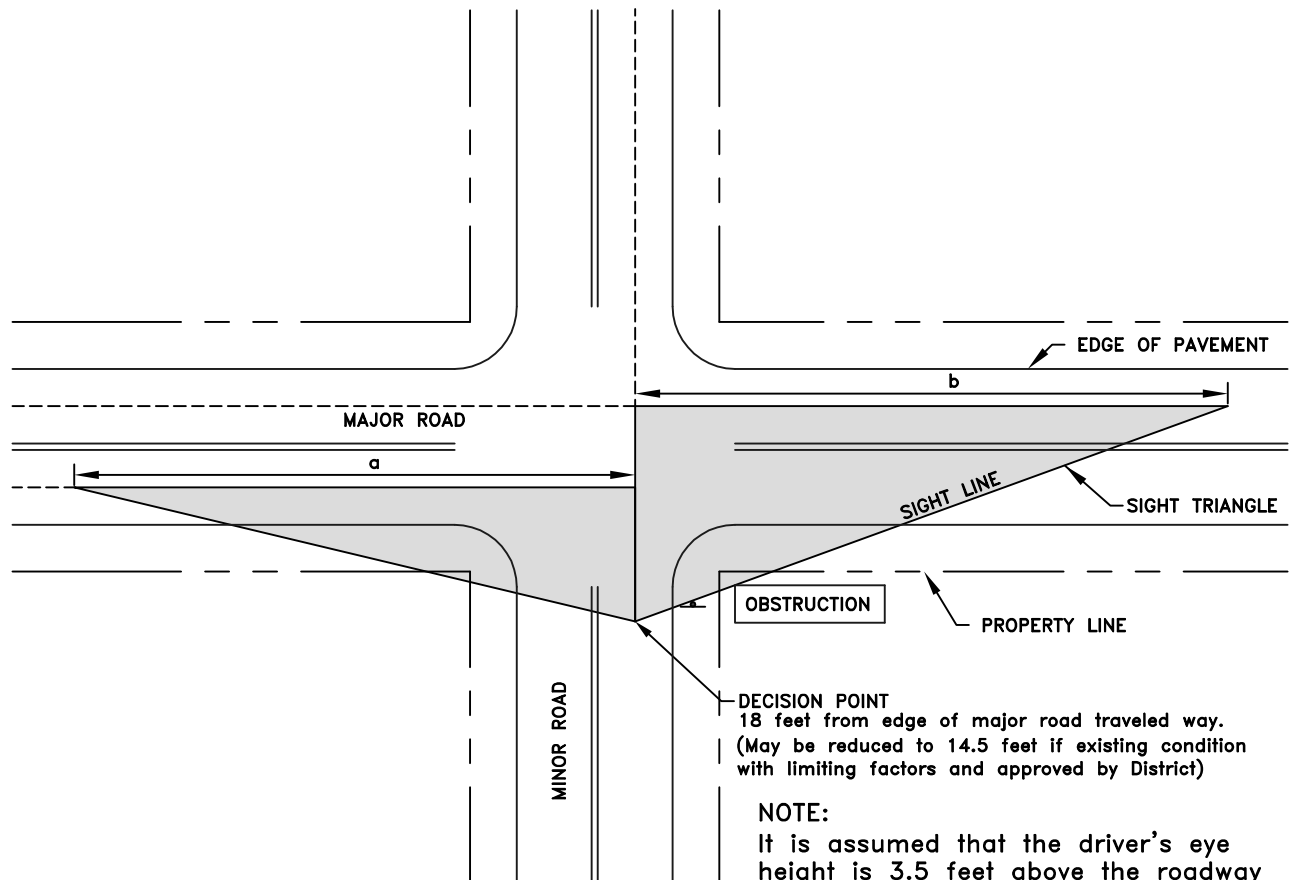 EDGE OF PAVEMENT
b
MAJOR ROAD
a
SIGHT LINE
SIGHT TRIANGLE
OBSTRUCTION
PROPERTY LINE
MINOR ROAD
DECISION POINT
18 feet from edge of major road traveled way.
(May be reduced to 14.5 feet if existing condition
with limiting factors and approved by District)
NOTE:
It is assumed that the driver's eye
height is 3.5 feet above the roadway